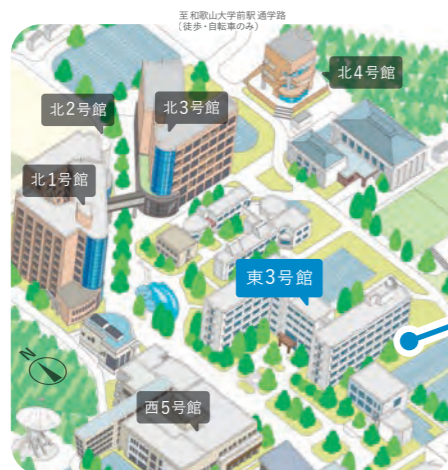 至 和歌山大学前駅 通学路
(徒歩・自転車のみ)
北4号館
北2号館
北3号館
北1号館
東3号館
N
西5号館